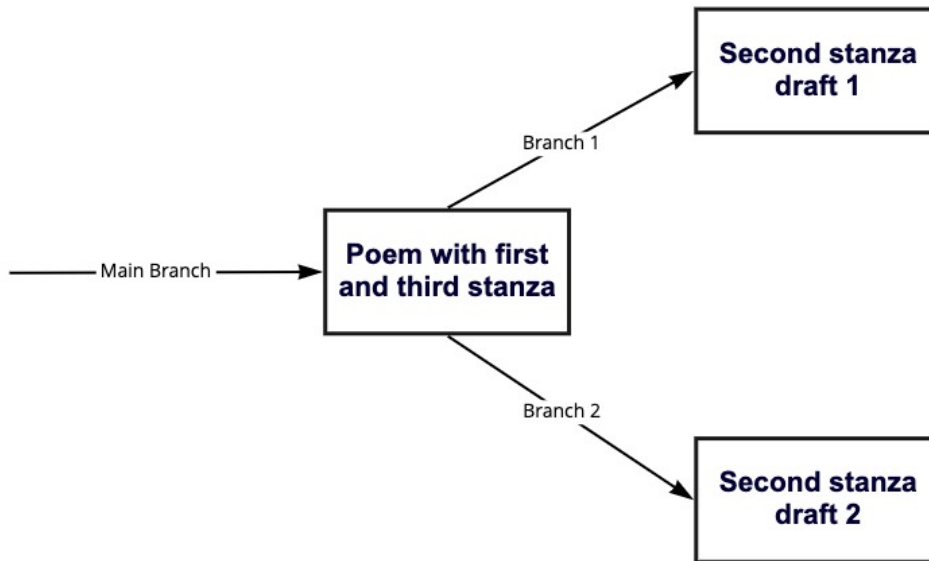 Second stanza
draft 1
Branch 1
Main Branch
Poem with first
and third stanza
Branch 2
Second stanza
draft 2